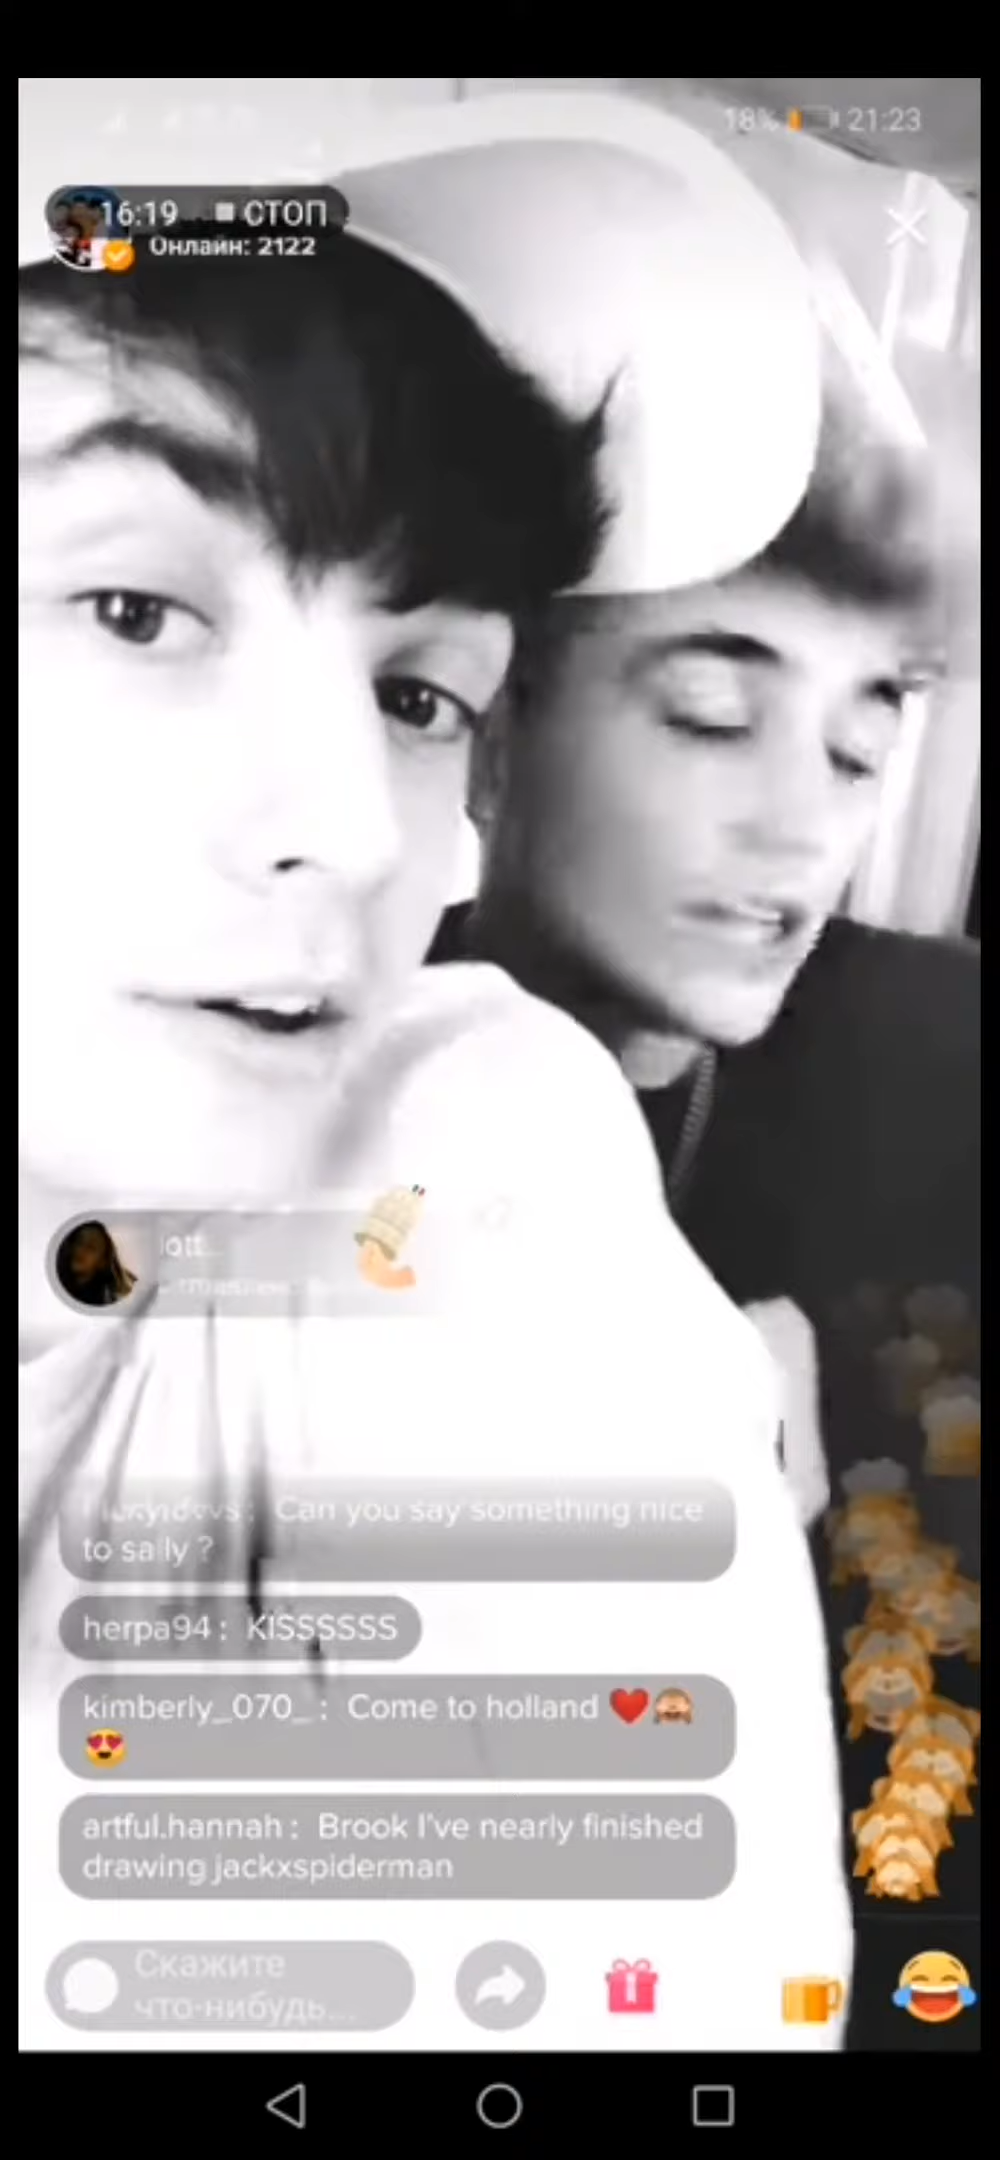 18% 21:23
16:19 СТОП
Онлайн: 2122
lott...
Can you say something nice
to sally ?
herpa94 : KISSSSSS
kimberly_070_ : Come to holland ❤️🙈
😍
artful.hannah : Brook I've nearly finished
drawing jackxspiderman
Скажите
что-нибудь...